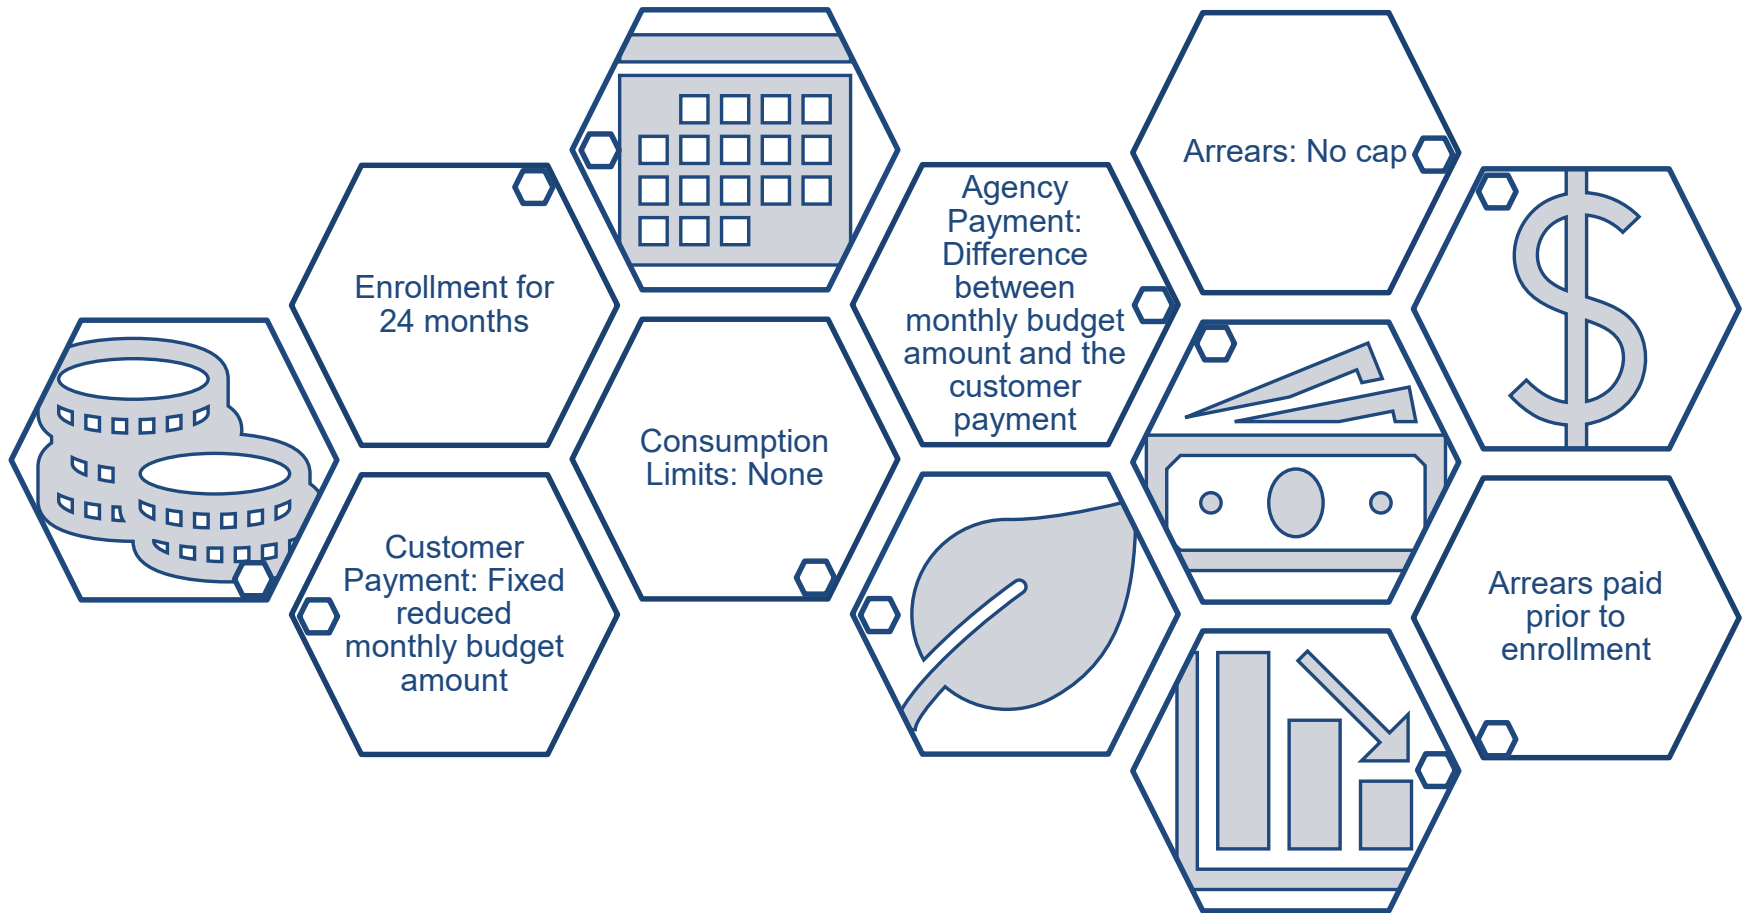 Enrollment for
24 months
Customer
Payment: Fixed
reduced
monthly budget
amount
Consumption
Limits: None
Agency
Payment:
Difference
between
monthly budget
amount and the
customer
payment
Arrears: No cap
Arrears paid
prior to
enrollment